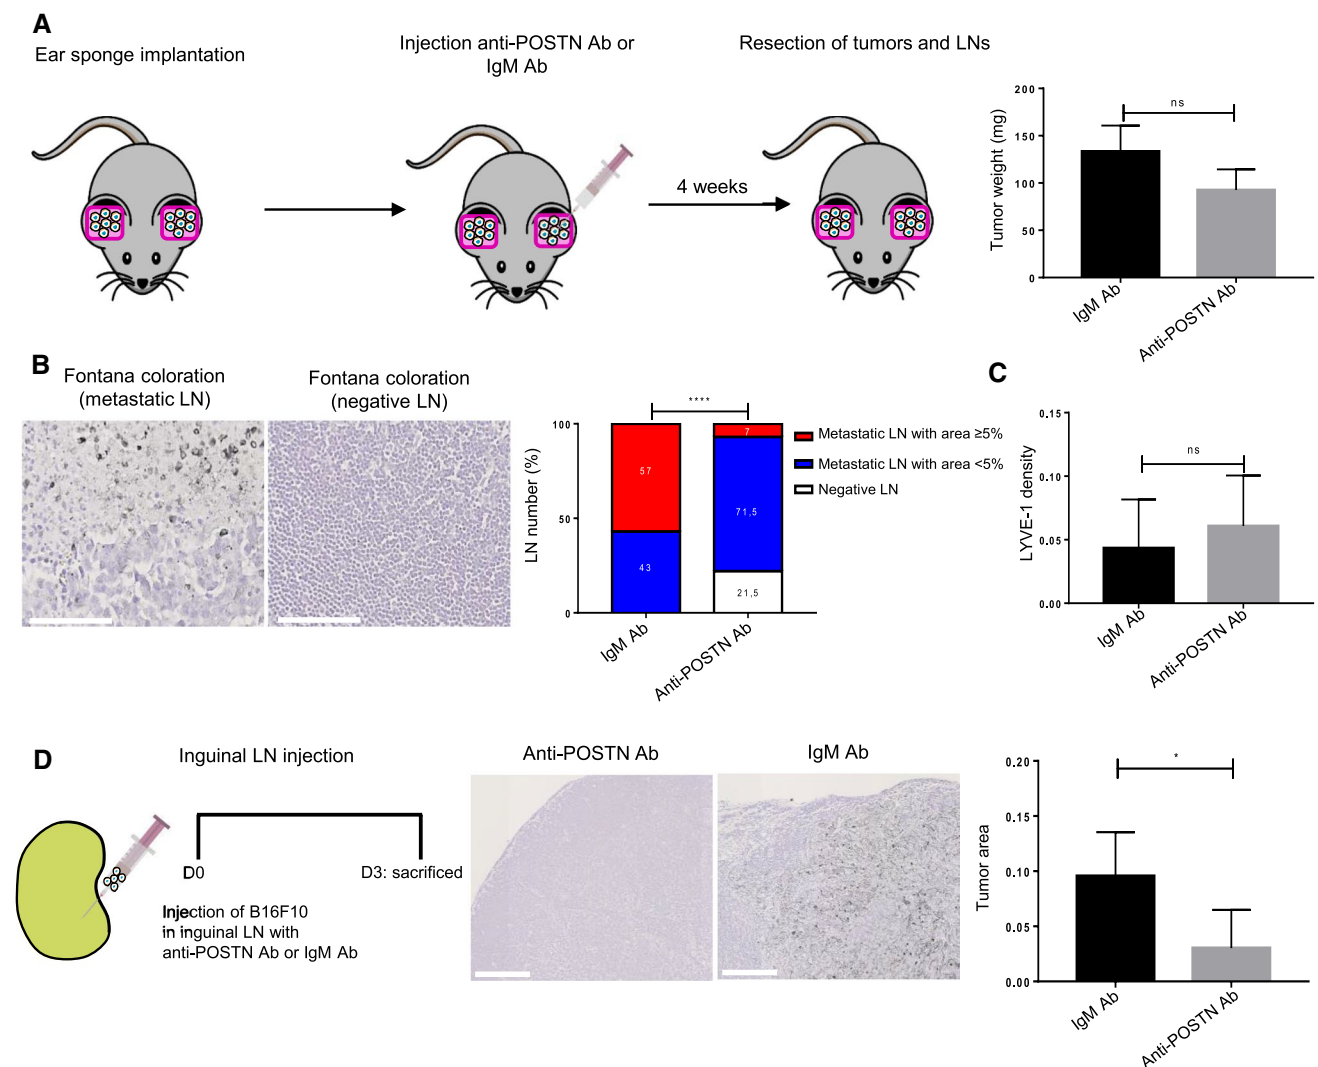 A
Ear sponge implantation
Injection anti-POSTN Ab or
IgM Ab
Resection of tumors and LNs
4 weeks
Tumor weight (mg)
200
150
100
50
0
ns
IgM Ab
Anti-POSTN Ab
B
Fontana coloration
(metastatic LN)
Fontana coloration
(negative LN)
LN number (%)
100
50
0
****
57
43
7
71,5
21,5
IgM Ab
Anti-POSTN Ab
Metastatic LN with area ≥5%
Metastatic LN with area <5%
Negative LN
C
LYVE-1 density
0.15
0.10
0.05
0.00
ns
IgM Ab
Anti-POSTN Ab
D
Inguinal LN injection
D0
D3: sacrificed
Injection of B16F10
in inguinal LN with
anti-POSTN Ab or IgM Ab
Anti-POSTN Ab
IgM Ab
Tumor area
0.20
0.15
0.10
0.05
0.00
*
IgM Ab
Anti-POSTN Ab